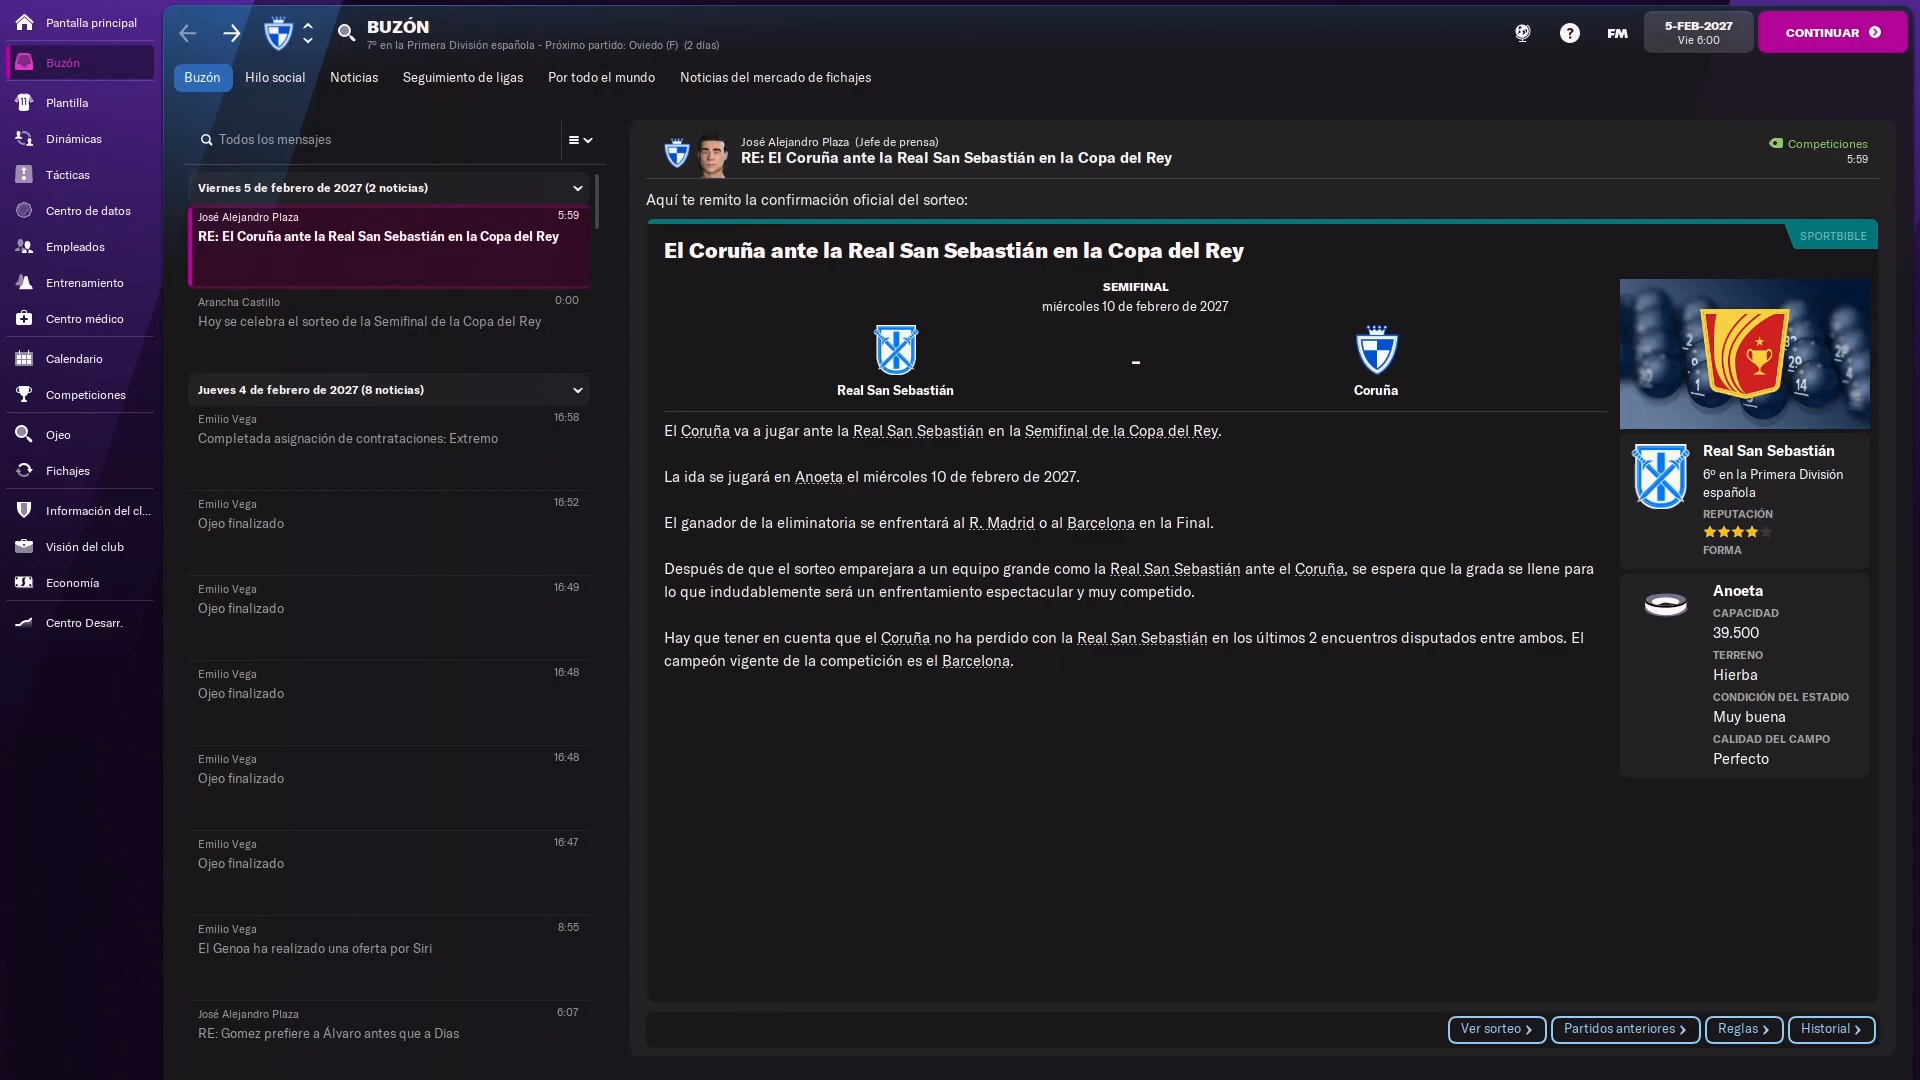 Pantalla principal
Buzón
Plantilla
Dinámicas
Tácticas
Centro de datos
Empleados
Entrenamiento
Centro médico
Calendario
Competiciones
Ojeo
Fichajes
Información del cl...
Visión del club
Economía
Centro Desarr.
BUZÓN
7º en la Primera División española - Próximo partido: Oviedo (F) (2 días)
FM
5-FEB-2027
Vie 6:00
CONTINUAR
Buzón
Hilo social
Noticias
Seguimiento de ligas
Por todo el mundo
Noticias del mercado de fichajes
Todos los mensajes
Viernes 5 de febrero de 2027 (2 noticias)
José Alejandro Plaza 5:59
RE: El Coruña ante la Real San Sebastián en la Copa del Rey
Arancha Castillo 0:00
Hoy se celebra el sorteo de la Semifinal de la Copa del Rey
Jueves 4 de febrero de 2027 (8 noticias)
Emilio Vega 16:58
Completada asignación de contrataciones: Extremo
Emilio Vega 16:52
Ojeo finalizado
Emilio Vega 16:49
Ojeo finalizado
Emilio Vega 16:48
Ojeo finalizado
Emilio Vega 16:48
Ojeo finalizado
Emilio Vega 16:47
Ojeo finalizado
Emilio Vega 8:55
El Genoa ha realizado una oferta por Siri
José Alejandro Plaza 6:07
RE: Gomez prefiere a Álvaro antes que a Dias
José Alejandro Plaza (Jefe de prensa)
RE: El Coruña ante la Real San Sebastián en la Copa del Rey
Competiciones
5:59
Aquí te remito la confirmación oficial del sorteo:
SPORTBIBLE
El Coruña ante la Real San Sebastián en la Copa del Rey
SEMIFINAL
miércoles 10 de febrero de 2027
-
Real San Sebastián
Coruña
El Coruña va a jugar ante la Real San Sebastián en la Semifinal de la Copa del Rey.
La ida se jugará en Anoeta el miércoles 10 de febrero de 2027.
El ganador de la eliminatoria se enfrentará al R. Madrid o al Barcelona en la Final.
Después de que el sorteo emparejara a un equipo grande como la Real San Sebastián ante el Coruña, se espera que la grada se llene para
lo que indudablemente será un enfrentamiento espectacular y muy competido.
Hay que tener en cuenta que el Coruña no ha perdido con la Real San Sebastián en los últimos 2 encuentros disputados entre ambos. El
campeón vigente de la competición es el Barcelona.
Real San Sebastián
6º en la Primera División
española
REPUTACIÓN
FORMA
Anoeta
CAPACIDAD
39.500
TERRENO
Hierba
CONDICIÓN DEL ESTADIO
Muy buena
CALIDAD DEL CAMPO
Perfecto
Ver sorteo
Partidos anteriores
Reglas
Historial